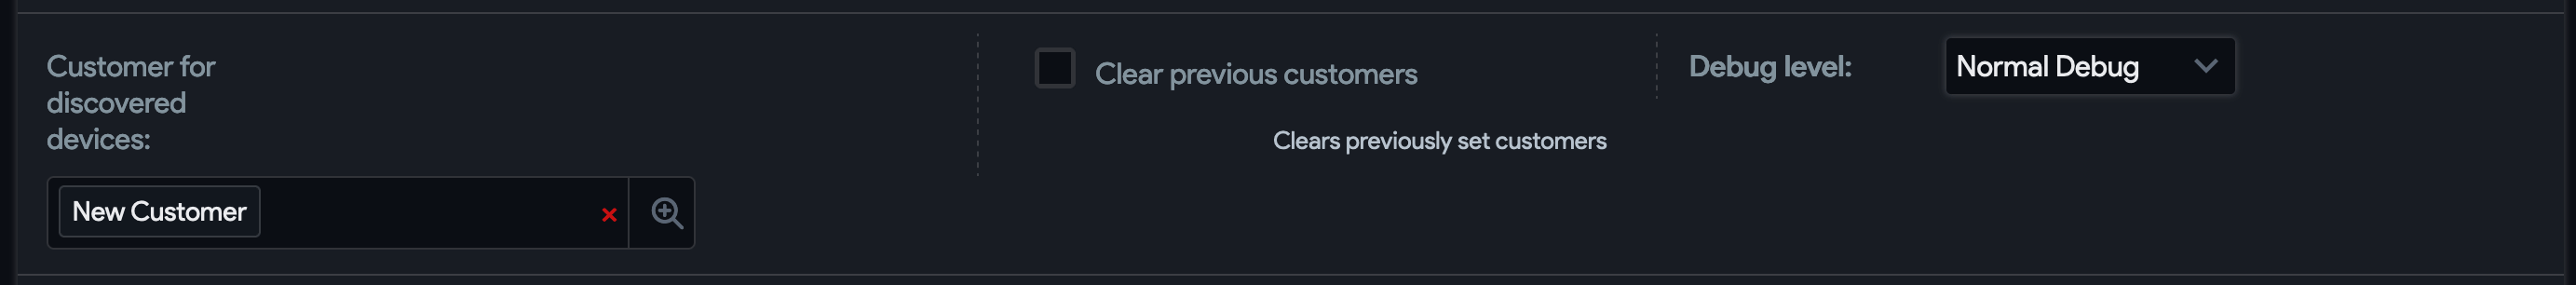 Customer for
discovered
devices:
New Customer
Clear previous customers
Clears previously set customers
Debug level:
Normal Debug